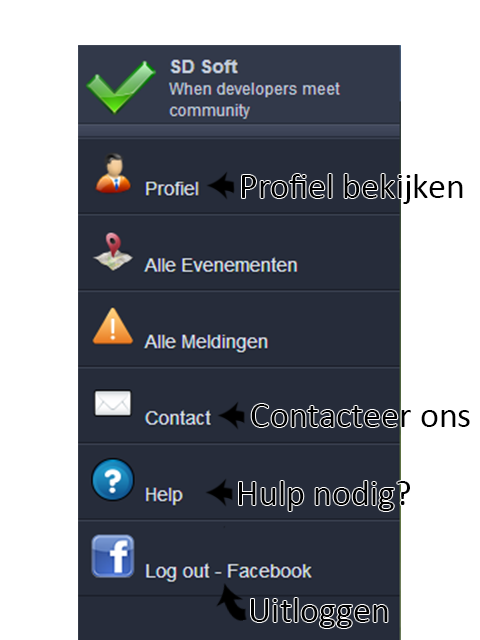 SD Soft
When developers meet
community
Profiel
Profiel bekijken
Alle Evenementen
Alle Meldingen
Contact
Contacteer ons
Help
Hulp nodig?
Log out - Facebook
Uitloggen